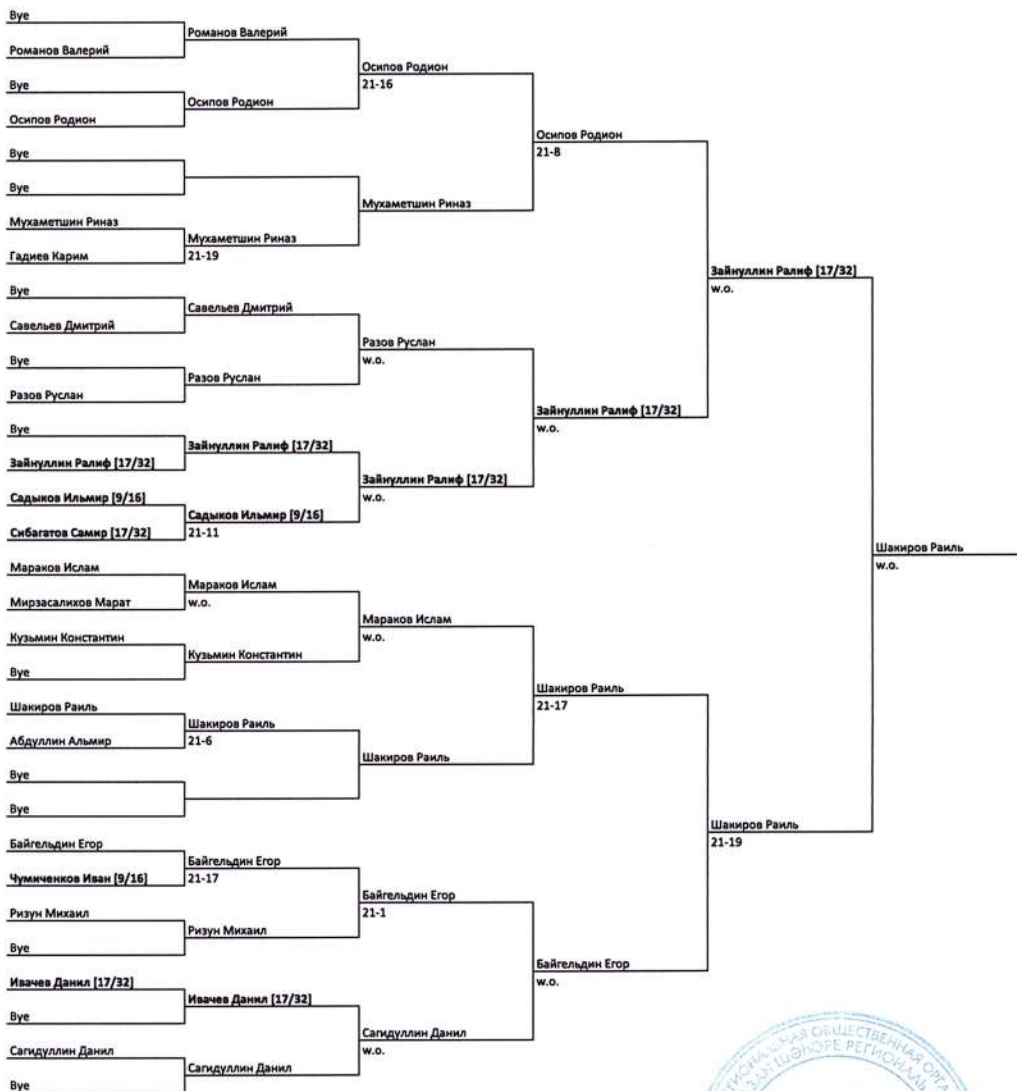 Bye
Романов Валерий
Bye
Осипов Родион
Bye
Bye
Мухаметшин Риназ
Гадиев Карим
Bye
Савельев Дмитрий
Bye
Разов Руслан
Bye
Зайнуллин Ралиф [17/32]
Садыков Ильмир [9/16]
Сибагатов Самир [17/32]
Мараков Ислам
Мирзасалихов Марат
Кузьмин Константин
Bye
Шакиров Раиль
Абдуллин Альмир
Bye
Bye
Байгельдин Егор
Чумиченков Иван [9/16]
Ризун Михаил
Bye
Ивачев Данил [17/32]
Bye
Сагидуллин Данил
Bye
Романов Валерий
Осипов Родион
Мухаметшин Риназ
21-19
Савельев Дмитрий
Разов Руслан
Зайнуллин Ралиф [17/32]
Садыков Ильмир [9/16]
21-11
Мараков Ислам
w.o.
Кузьмин Константин
Шакиров Раиль
21-6
Байгельдин Егор
21-17
Ризун Михаил
Ивачев Данил [17/32]
Сагидуллин Данил
Осипов Родион
21-16
Мухаметшин Риназ
Разов Руслан
w.o.
Зайнуллин Ралиф [17/32]
w.o.
Мараков Ислам
w.o.
Шакиров Раиль
Байгельдин Егор
21-1
Сагидуллин Данил
w.o.
Осипов Родион
21-8
Зайнуллин Ралиф [17/32]
w.o.
Шакиров Раиль
21-17
Байгельдин Егор
w.o.
Зайнуллин Ралиф [17/32]
w.o.
Шакиров Раиль
21-19
Шакиров Раиль
w.o.